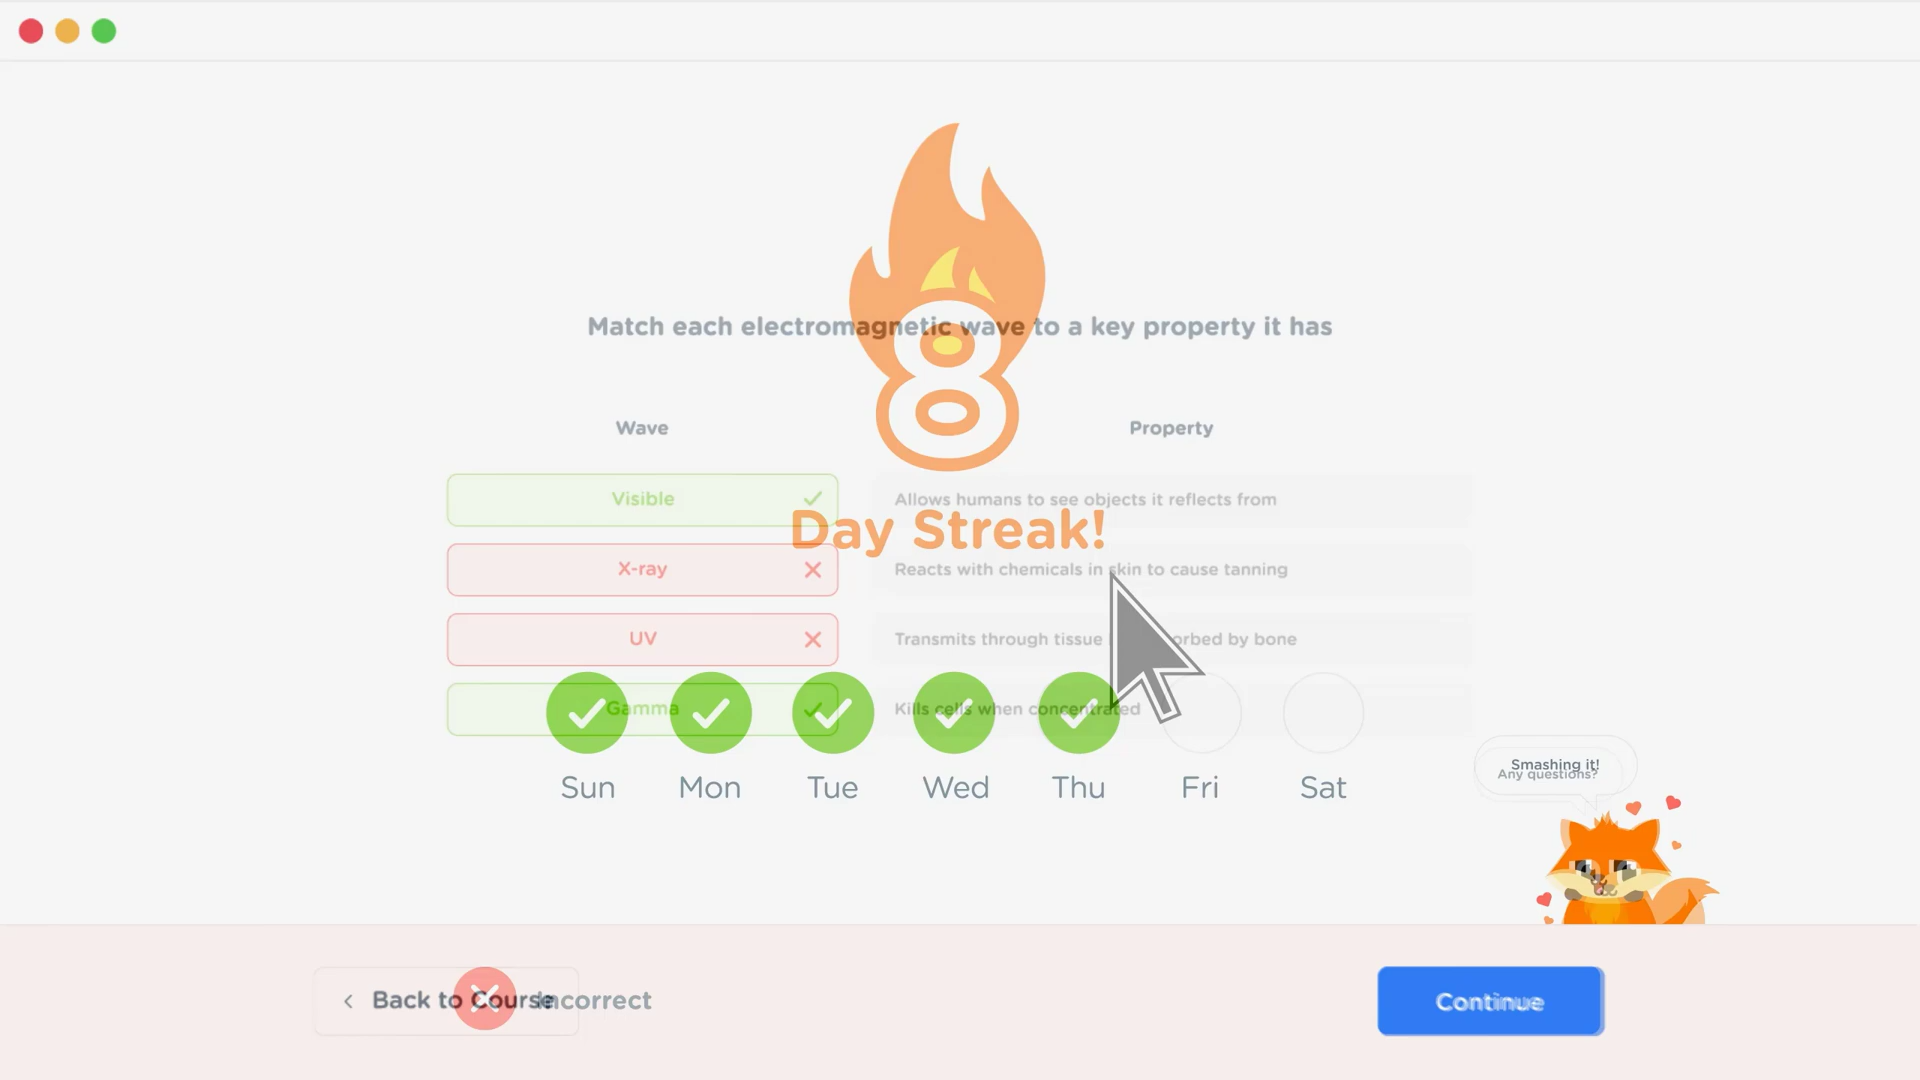 Match each electromagnetic wave to a key property it has
8
Wave
Property
Visible
Allows humans to see objects it reflects from
Day Streak!
X-ray
Reacts with chemicals in skin to cause tanning
UV
Transmits through tissue orbed by bone
Gamma
Kills cells when concentrated
Sun Mon Tue Wed Thu Fri Sat
Smashing it!
Any questions?
Back to Course
Incorrect
Continue